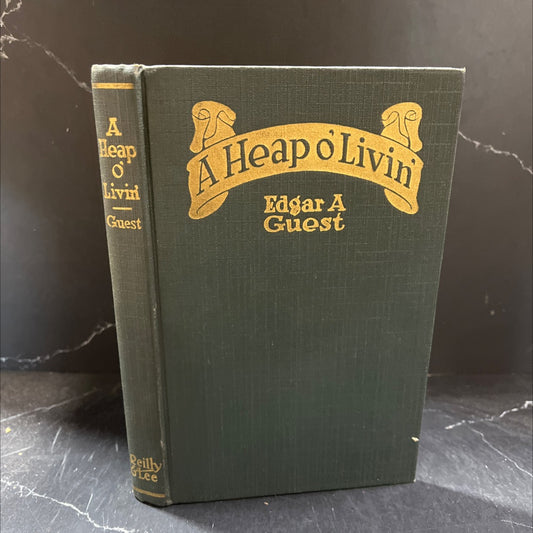 A
Heap
o'
Livin'
Guest
Reilly
& Lee
A Heap o' Livin'
Edgar A
Guest